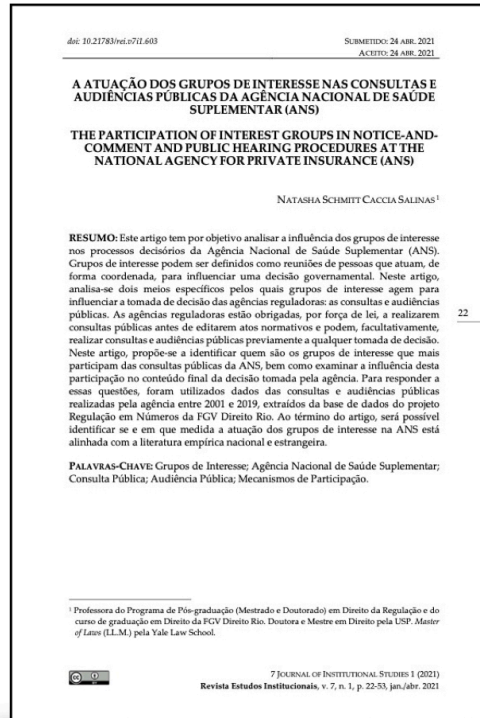 doi: 10.21783/rei.v7i1.603
SUBMETIDO: 24 ABR. 2021
ACEITO: 24 ABR. 2021
A ATUAÇÃO DOS GRUPOS DE INTERESSE NAS CONSULTAS E
AUDIÊNCIAS PÚBLICAS DA AGÊNCIA NACIONAL DE SAÚDE
SUPLEMENTAR (ANS)
THE PARTICIPATION OF INTEREST GROUPS IN NOTICE-AND-
COMMENT AND PUBLIC HEARING PROCEDURES AT THE
NATIONAL AGENCY FOR PRIVATE INSURANCE (ANS)
NATASHA SCHMITT CACCIA SALINAS 1
RESUMO: Este artigo tem por objetivo analisar a influência dos grupos de interesse
nos processos decisórios da Agência Nacional de Saúde Suplementar (ANS).
Grupos de interesse podem ser definidos como reuniões de pessoas que atuam, de
forma coordenada, para influenciar uma decisão governamental. Neste artigo,
analisa-se dois meios específicos pelos quais grupos de interesse agem para
influenciar a tomada de decisão das agências reguladoras: as consultas e audiências
públicas. As agências reguladoras estão obrigadas, por força de lei, a realizarem
consultas públicas antes de editarem atos normativos e podem, facultativamente,
realizar consultas e audiências públicas previamente a qualquer tomada de decisão.
Neste artigo, propõe-se a identificar quem são os grupos de interesse que mais
participam das consultas públicas da ANS, bem como examinar a influência desta
participação no conteúdo final da decisão tomada pela agência. Para responder a
essas questões, foram utilizados dados das consultas e audiências públicas
realizadas pela agência entre 2001 e 2019, extraídos da base de dados do projeto
Regulação em Números da FGV Direito Rio. Ao término do artigo, será possível
identificar se e em que medida a atuação dos grupos de interesse na ANS está
alinhada com a literatura empírica nacional e estrangeira.
22
PALAVRAS-CHAVE: Grupos de Interesse; Agência Nacional de Saúde Suplementar;
Consulta Pública; Audiência Pública; Mecanismos de Participação.
1 Professora do Programa de Pós-graduação (Mestrado e Doutorado) em Direito da Regulação e do
curso de graduação em Direito da FGV Direito Rio. Doutora e Mestre em Direito pela USP. Master
of Laws (LL.M.) pela Yale Law School.
7 JOURNAL OF INSTITUTIONAL STUDIES 1 (2021)
Revista Estudos Institucionais, v. 7, n. 1, p. 22-53, jan./abr. 2021